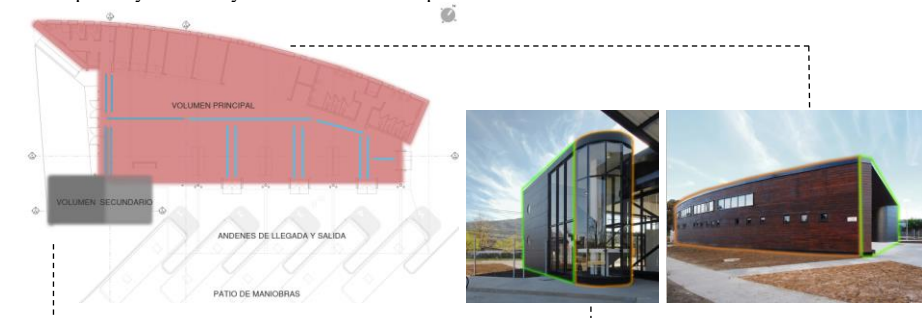 VOLUMEN PRINCIPAL
VOLUMEN SECUNDARIO
ANDENES DE LLEGADA Y SALIDA
PATIO DE MANIOBRAS